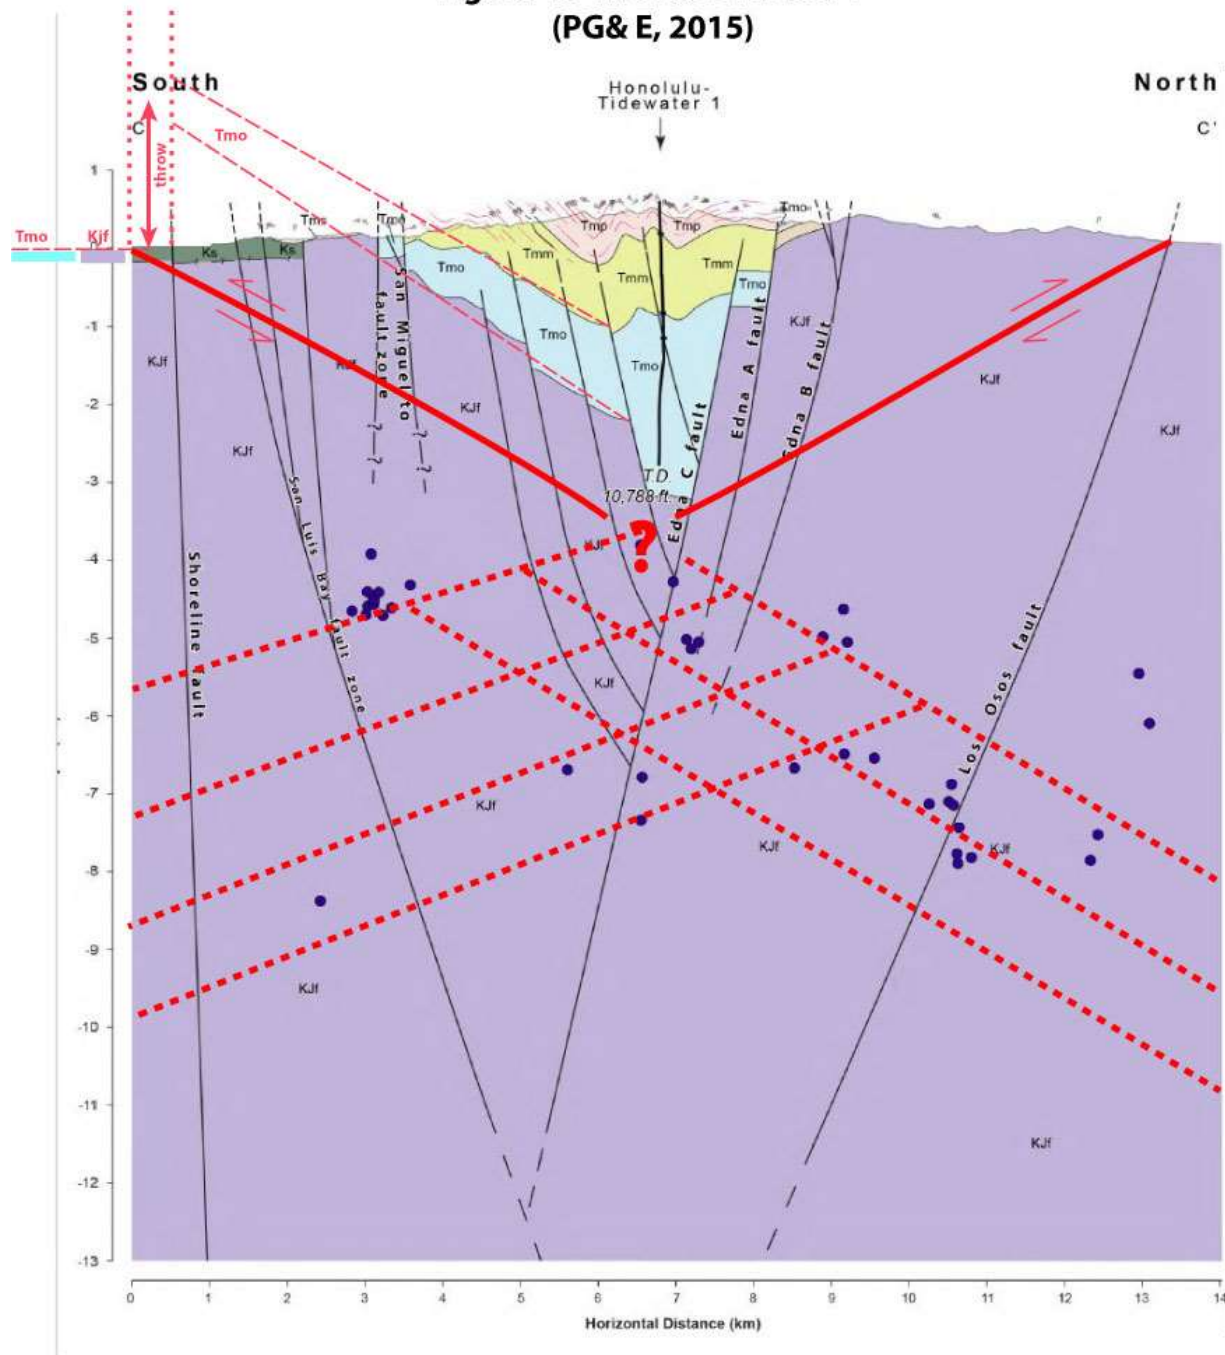 (PG& E, 2015)
South
North
Honolulu-
Tidewater 1
C
C'
Tmo
throw
1
Tmo
Kjf
0
Ks
Ks
Tms
Tmo
Tmp
Tmp
Tmo
Tmo
Tmm
Tmm
Tmm
Tmo
Tmo
Tmo
KJf
KJf
KJf
KJf
KJf
KJf
KJf
KJf
-1
-2
-3
-4
-5
-6
-7
-8
-9
-10
-11
-12
-13
San Miguelito
fault zone
?
?
?
?
Edna A fault
Edna B fault
Edna C fault
T.D.
10,788 ft.
?
KJf
Shoreline fault
San Luis Bay fault zone
Los Osos fault
KJf
KJf
KJf
KJf
KJf
KJf
0 1 2 3 4 5 6 7 8 9 10 11 12 13 14
Horizontal Distance (km)